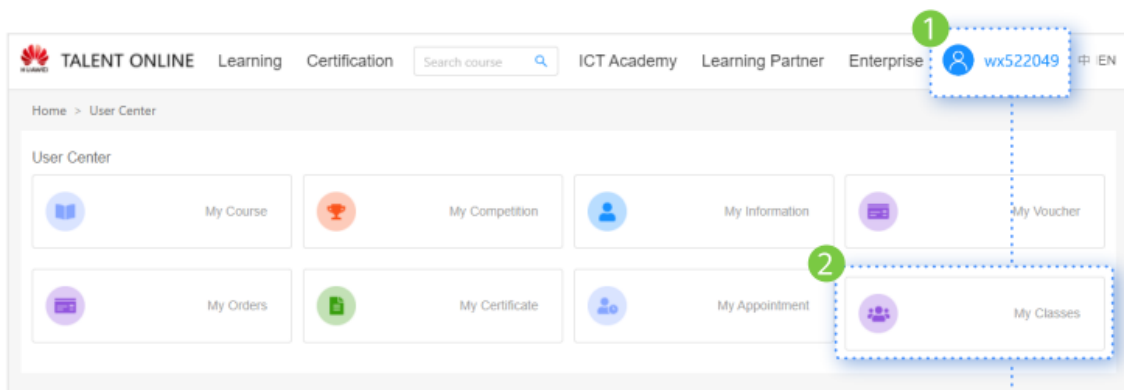 1
HUAWEI TALENT ONLINE Learning Certification Search course ICT Academy Learning Partner Enterprise wx522049 中 | EN
Home > User Center
User Center
My Course My Competition My Information My Voucher
2
My Orders My Certificate My Appointment My Classes